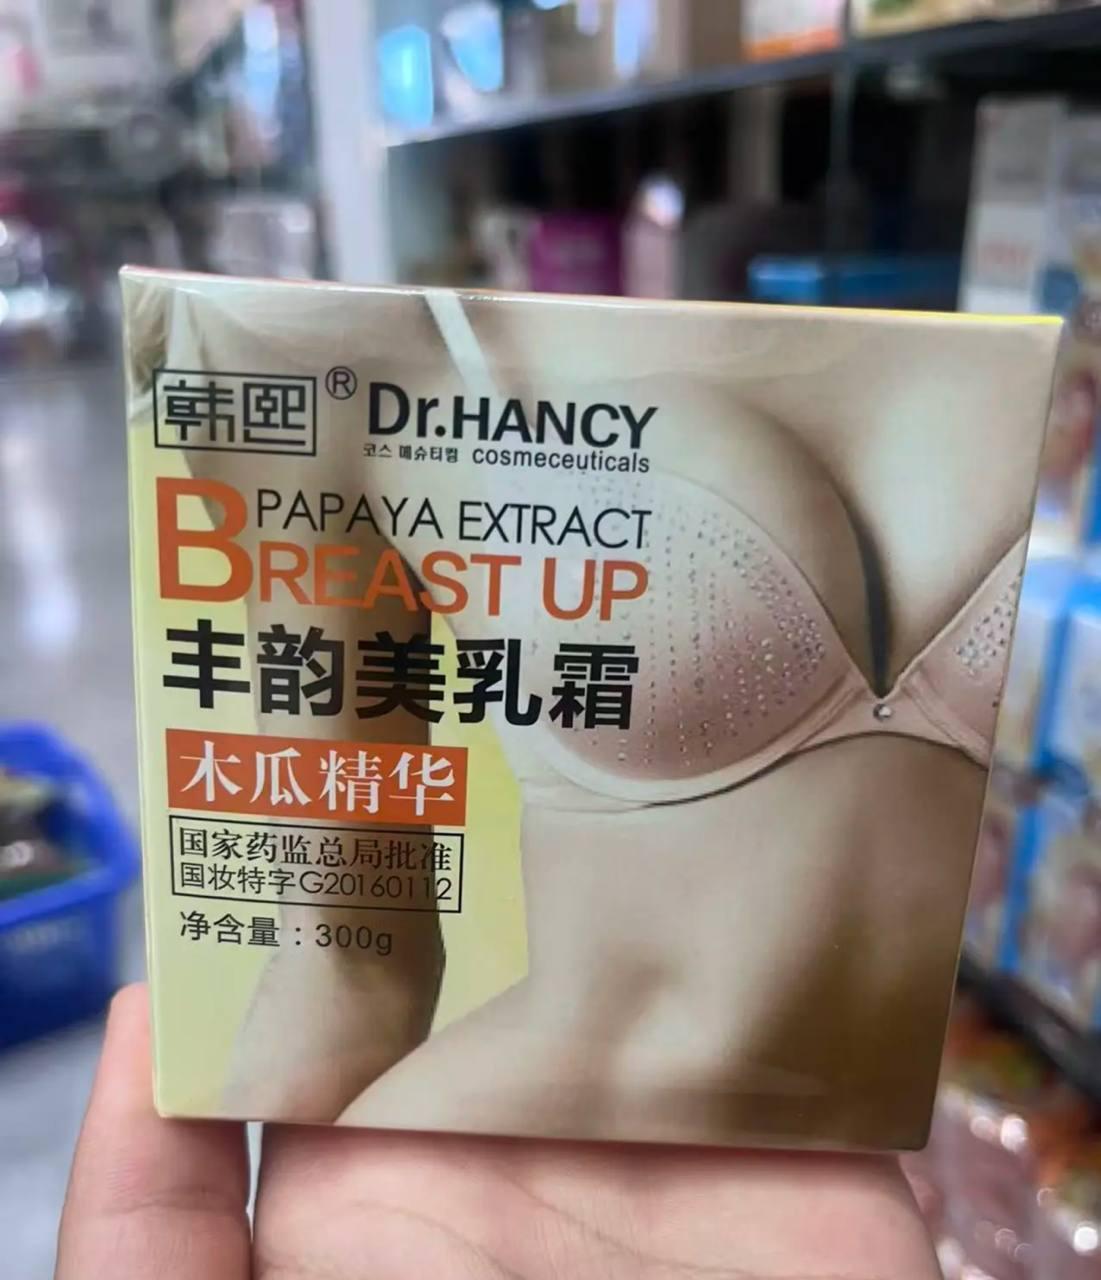 韩熙® Dr.HANCY
코스메슈티컬 cosmeceuticals
PAPAYA EXTRACT
BREAST UP
丰韵美乳霜
木瓜精华
国家药监总局批准
国妆特字G20160112
净含量：300g